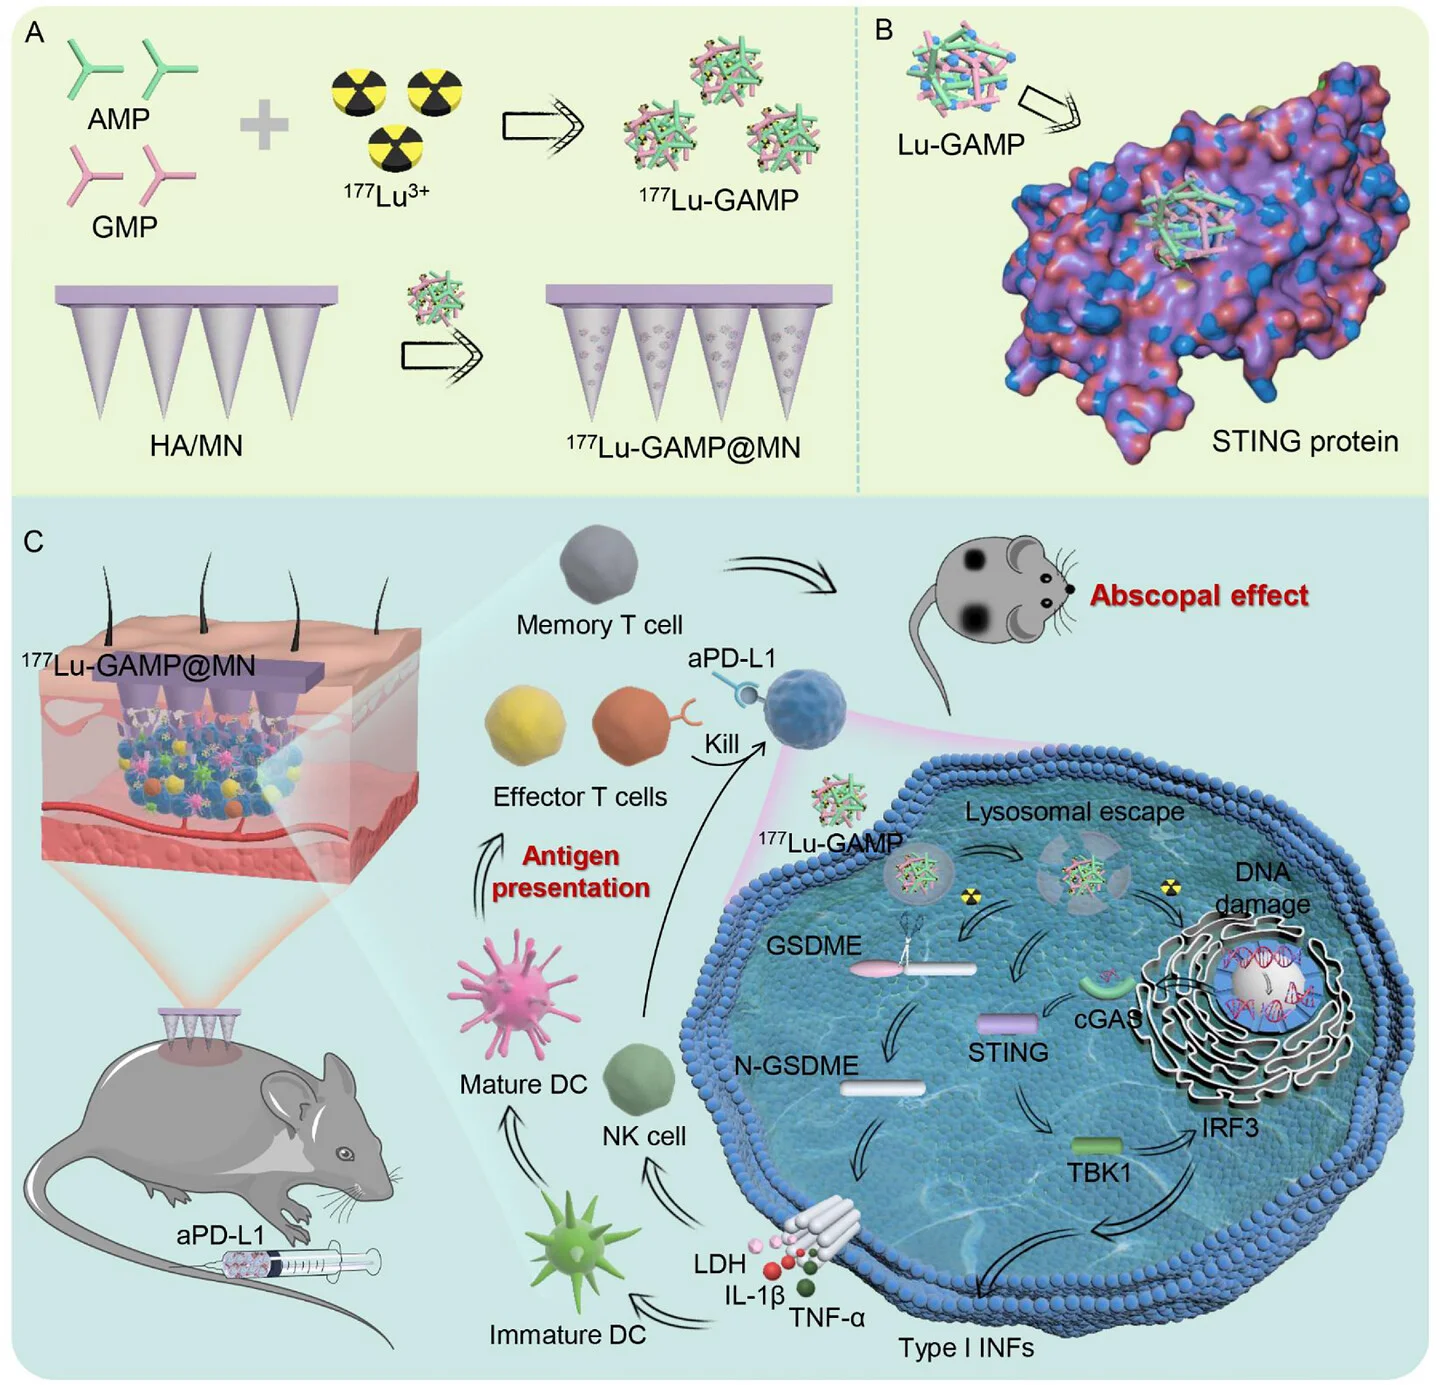 A
AMP
GMP
177Lu3+
177Lu-GAMP
HA/MN
177Lu-GAMP@MN
B
Lu-GAMP
STING protein
C
177Lu-GAMP@MN
aPD-L1
Memory T cell
Abscopal effect
aPD-L1
Kill
Effector T cells
Antigen
presentation
Mature DC
NK cell
Immature DC
177Lu-GAMP
Lysosomal escape
DNA
damage
GSDME
cGAS
STING
N-GSDME
IRF3
TBK1
LDH
IL-1β
TNF-α
Type I INFs